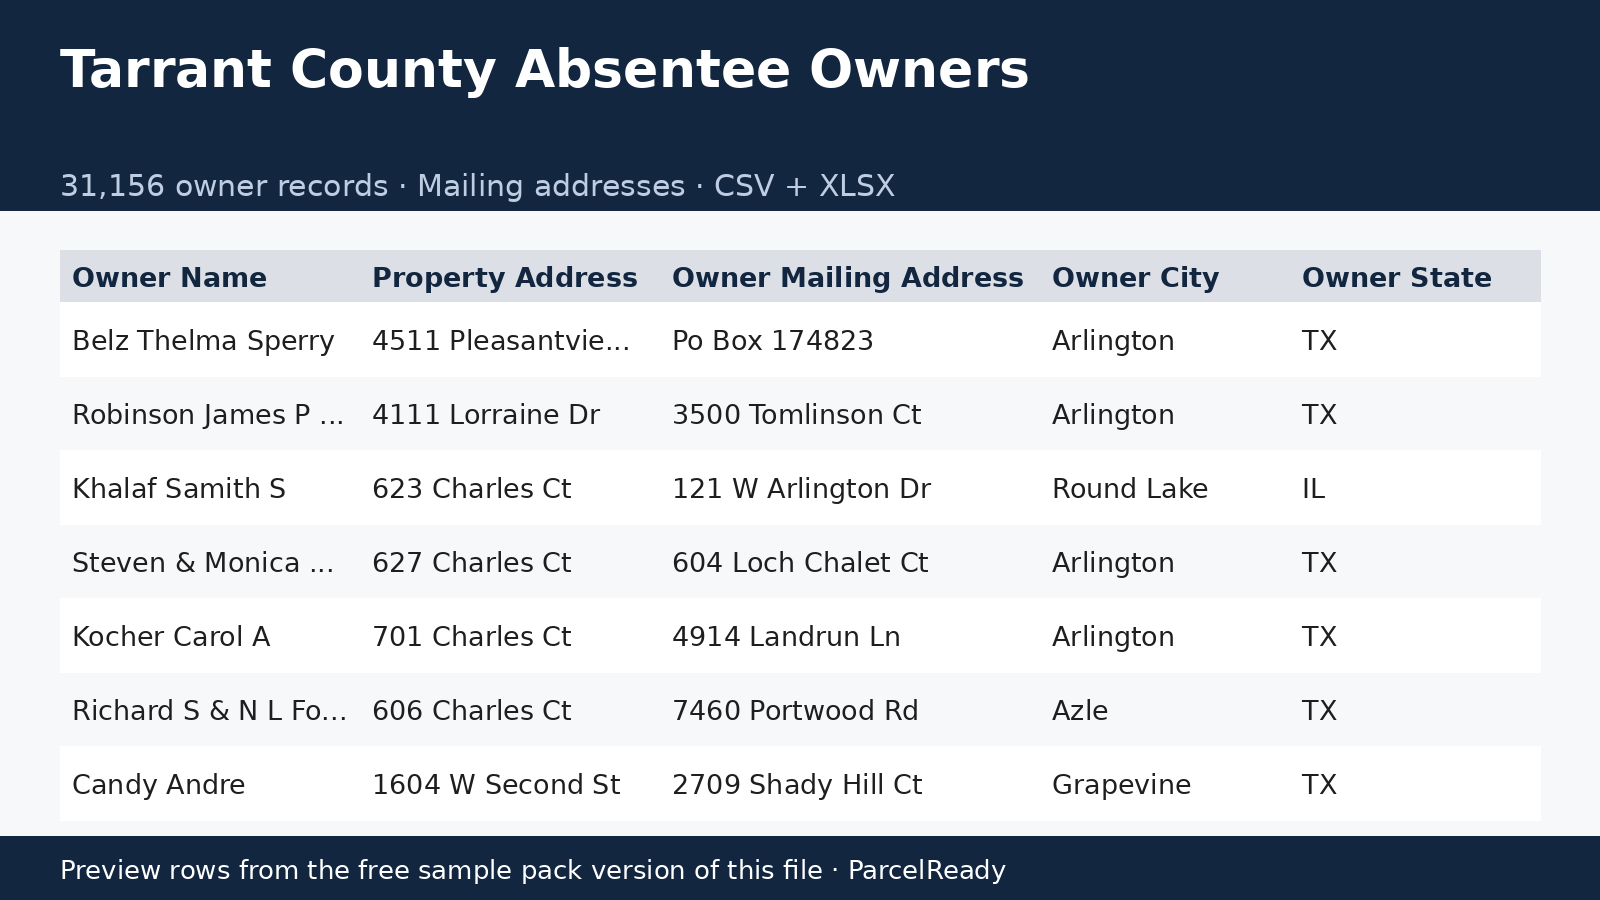 Tarrant County Absentee Owners
31,156 owner records · Mailing addresses · CSV + XLSX
Owner Name Property Address Owner Mailing Address Owner City Owner State
Belz Thelma Sperry 4511 Pleasantvie... Po Box 174823 Arlington TX
Robinson James P ... 4111 Lorraine Dr 3500 Tomlinson Ct Arlington TX
Khalaf Samith S 623 Charles Ct 121 W Arlington Dr Round Lake IL
Steven & Monica ... 627 Charles Ct 604 Loch Chalet Ct Arlington TX
Kocher Carol A 701 Charles Ct 4914 Landrun Ln Arlington TX
Richard S & N L Fo... 606 Charles Ct 7460 Portwood Rd Azle TX
Candy Andre 1604 W Second St 2709 Shady Hill Ct Grapevine TX
Preview rows from the free sample pack version of this file · ParcelReady